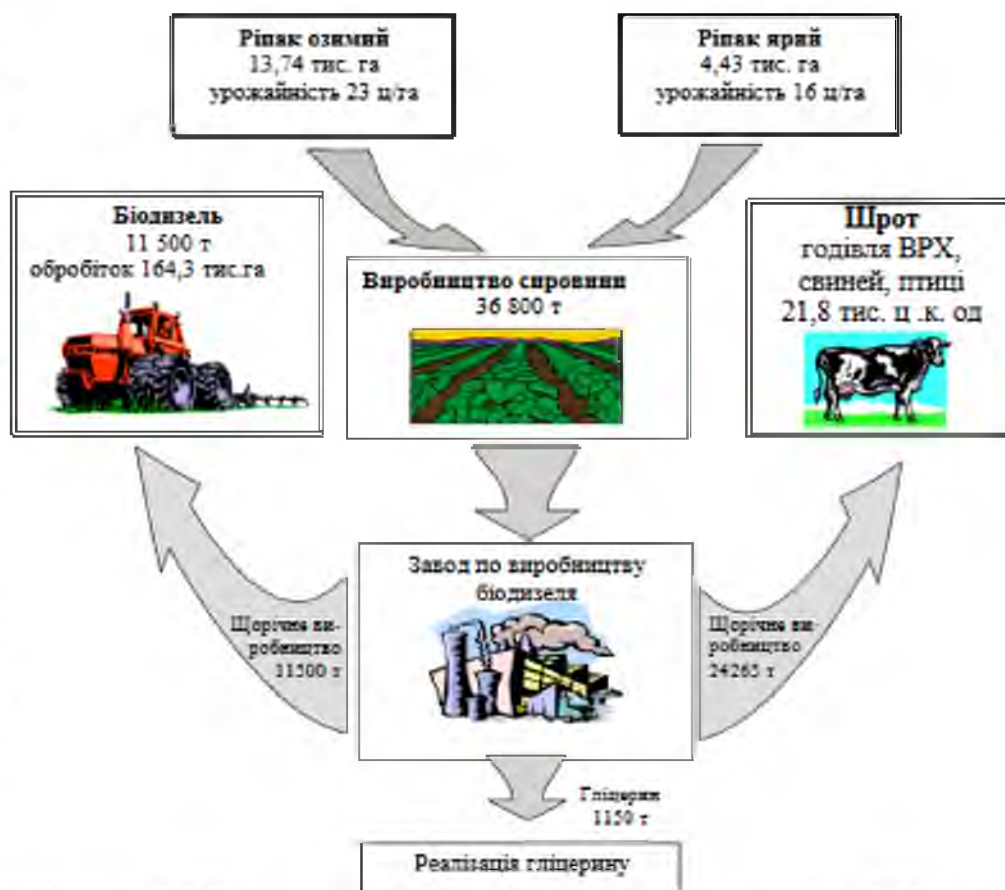 Ріпак озимий
13,74 тис. га
урожайність 23 ц/га
Ріпак ярий
4,43 тис. га
урожайність 16 ц/га
Біодизель
11 500 т
обробіток 164,3 тис.га
Виробництво сировини
36 800 т
Шрот
годівля ВРХ,
свиней, птиці
21,8 тис. ц .к. од
Завод по виробництву
біодизеля
Щорічне ви-
робництво
11500 т
Щорічне ви-
робництво
24265 т
Гліцерин
1150 т
Реалізація гліцерину